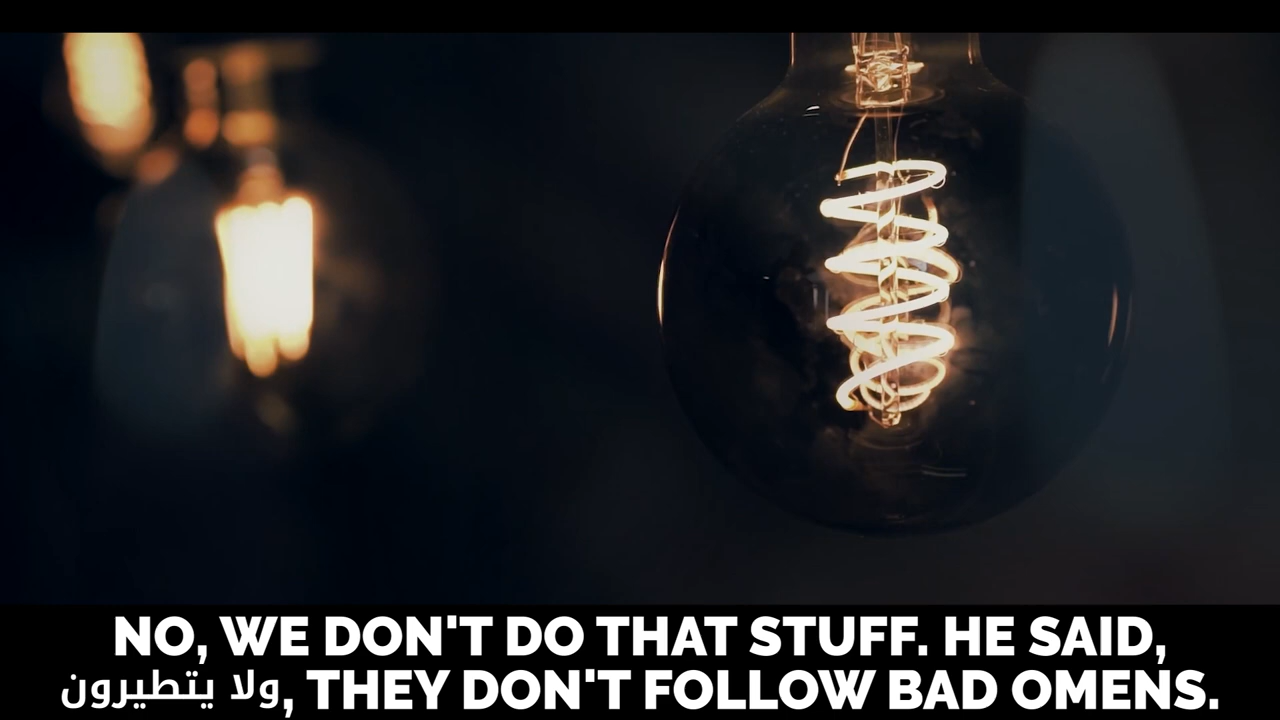 NO, WE DON'T DO THAT STUFF. HE SAID,
ولا يتطيرون, THEY DON'T FOLLOW BAD OMENS.